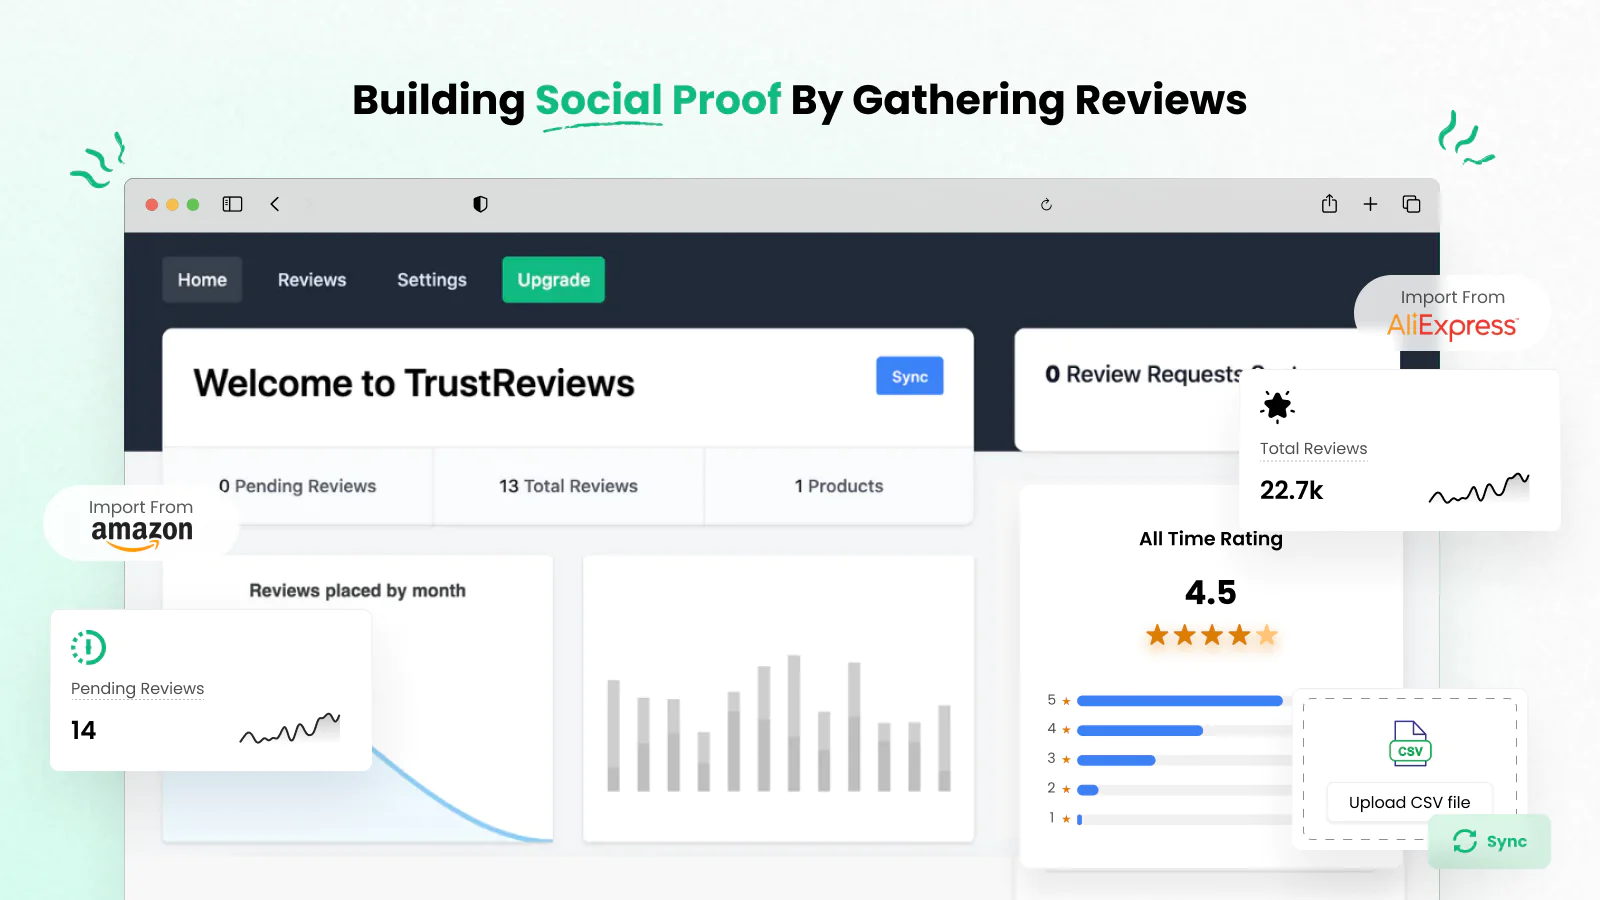 Building Social Proof By Gathering Reviews
Home
Reviews
Settings
Upgrade
Import From
AliExpress
Welcome to TrustReviews
Sync
0 Review Requests
Total Reviews
22.7k
0 Pending Reviews
13 Total Reviews
1 Products
Import From
amazon
All Time Rating
4.5
Reviews placed by month
Pending Reviews
14
5
4
3
2
1
CSV
Upload CSV file
Sync